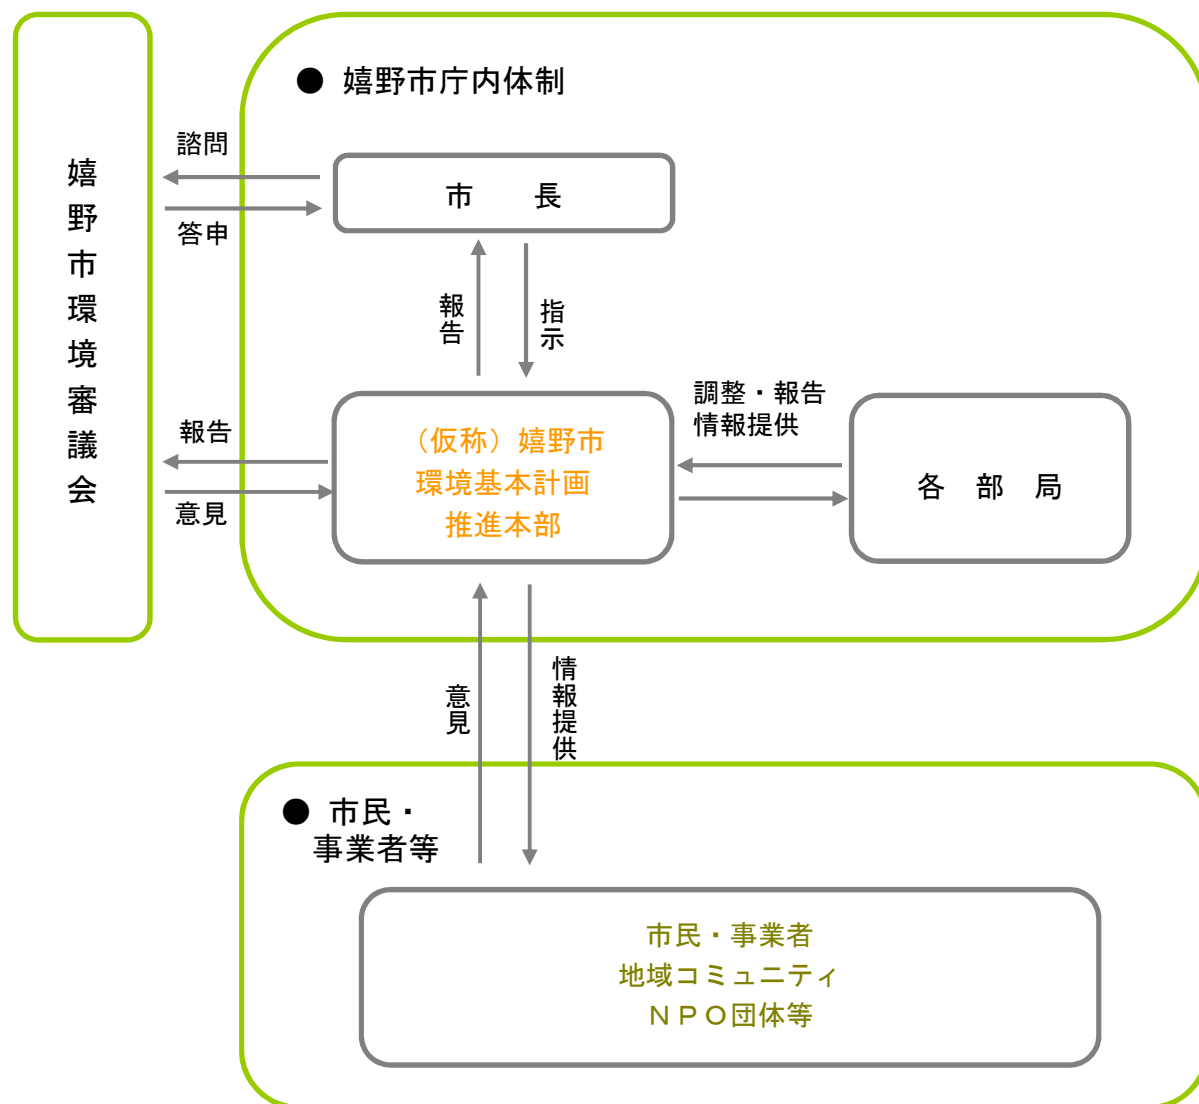 嬉野市環境審議会
● 嬉野市庁内体制
諮問
答申
市　長
報告
指示
報告
意見
（仮称）嬉野市
環境基本計画
推進本部
調整・報告
情報提供
各　部　局
意見
情報提供
● 市民・
事業者等
市民・事業者
地域コミュニティ
ＮＰＯ団体等